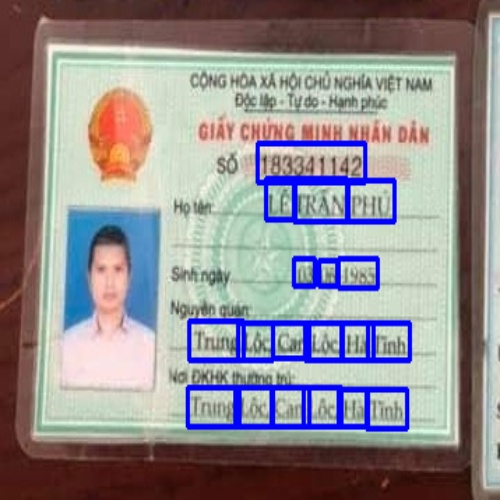 CỘNG HÒA XÃ HỘI CHỦ NGHĨA VIỆT NAM
Độc lập - Tự do - Hạnh phúc
GIẤY CHỨNG MINH NHÂN DÂN
SỐ 183341142
Họ tên: LÊ TRẦN PHÚ
Sinh ngày 03 1985
Nguyên quán:
Trung Lộc, Can Lộc, Hà Tĩnh
Nơi ĐKHK thường trú:
Trung Lộc, Can Lộc, Hà Tĩnh